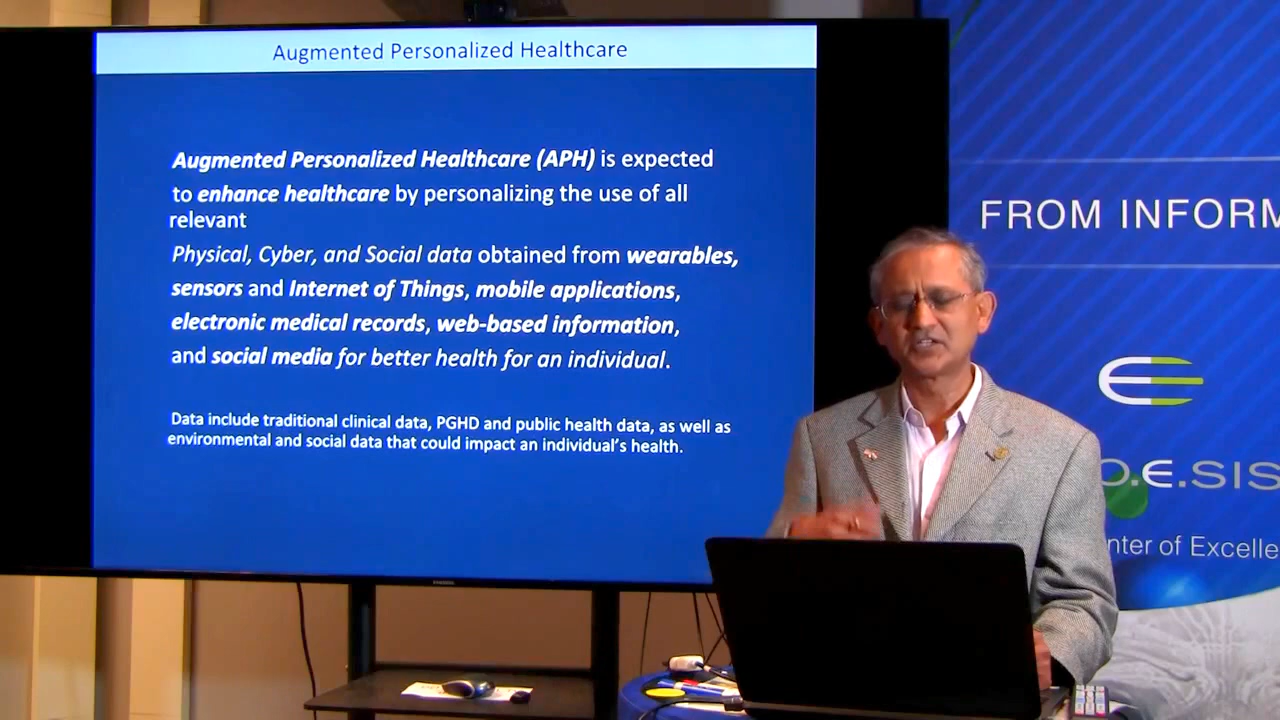 Augmented Personalized Healthcare
Augmented Personalized Healthcare (APH) is expected
to enhance healthcare by personalizing the use of all
relevant
Physical, Cyber, and Social data obtained from wearables,
sensors and Internet of Things, mobile applications,
electronic medical records, web-based information,
and social media for better health for an individual.
Data include traditional clinical data, PGHD and public health data, as well as
environmental and social data that could impact an individual's health.
FROM INFORM
O.E.SIS
nter of Excelle